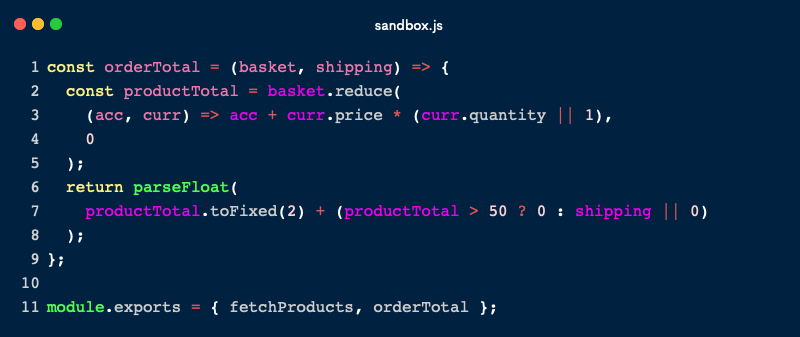 sandbox.js
1 const orderTotal = (basket, shipping) => {
2   const productTotal = basket.reduce(
3     (acc, curr) => acc + curr.price * (curr.quantity || 1),
4     0
5   );
6   return parseFloat(
7     productTotal.toFixed(2) + (productTotal > 50 ? 0 : shipping || 0)
8   );
9 };
10
11 module.exports = { fetchProducts, orderTotal };